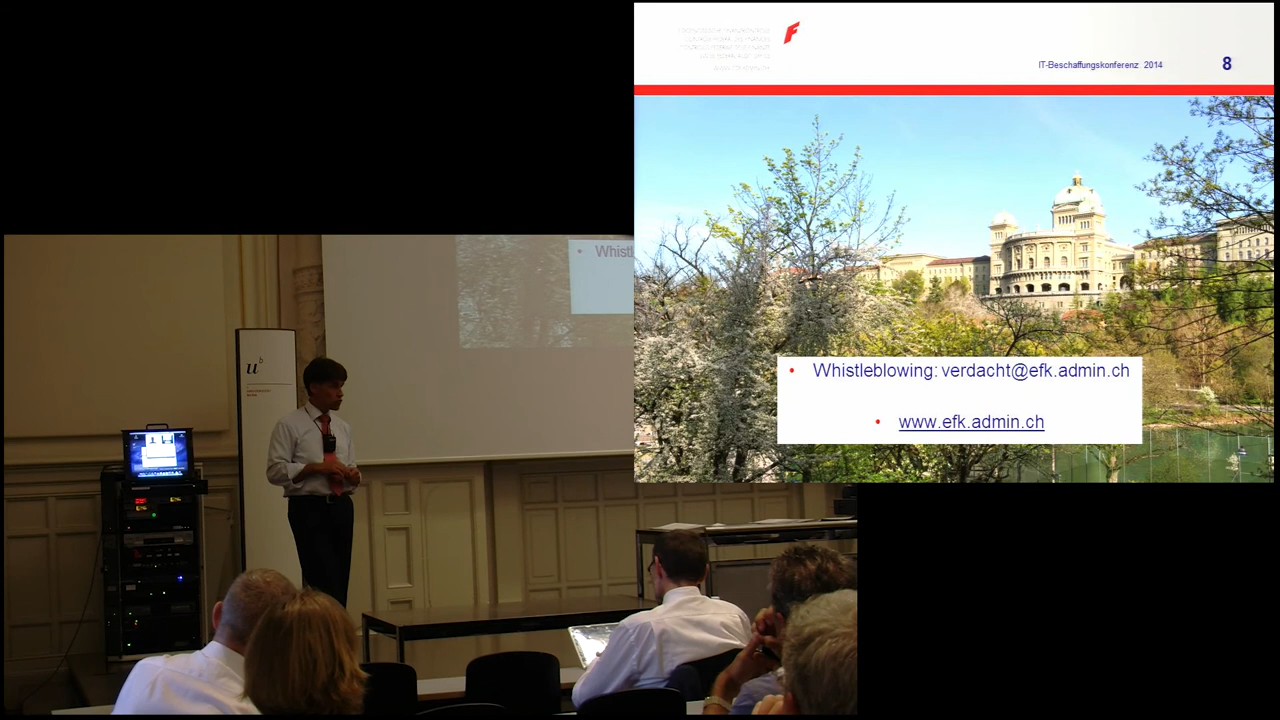 IT-Beschaffungskonferenz 2014
8
• Whistleblowing: verdacht@efk.admin.ch
• www.efk.admin.ch
• Whistl
u^b